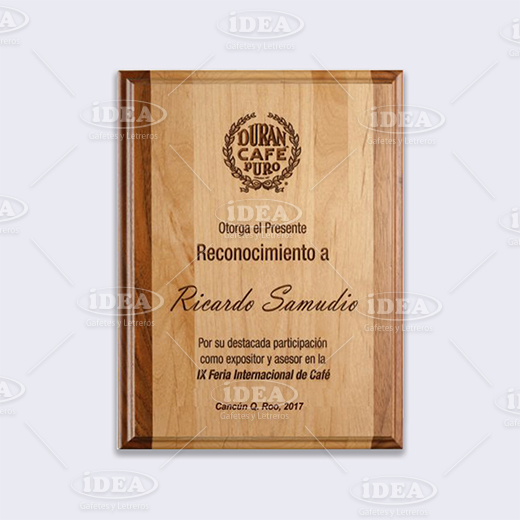 DURAN
CAFÉ
PURO
Otorga el Presente
Reconocimiento a
Ricardo Samudio
Por su destacada participación
como expositor y asesor en la
IX Feria Internacional de Café
Cancún Q. Roo, 2017
iDEA
Gafetes y Letreros